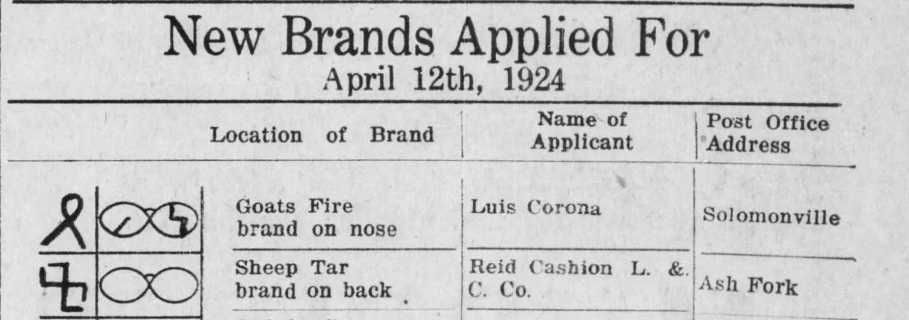 New Brands Applied For
April 12th, 1924
Location of Brand
Name of
Applicant
Post Office
Address
Goats Fire
brand on nose
Luis Corona
Solomonville
Sheep Tar
brand on back
Reid Cashion L. &.
C. Co.
Ash Fork